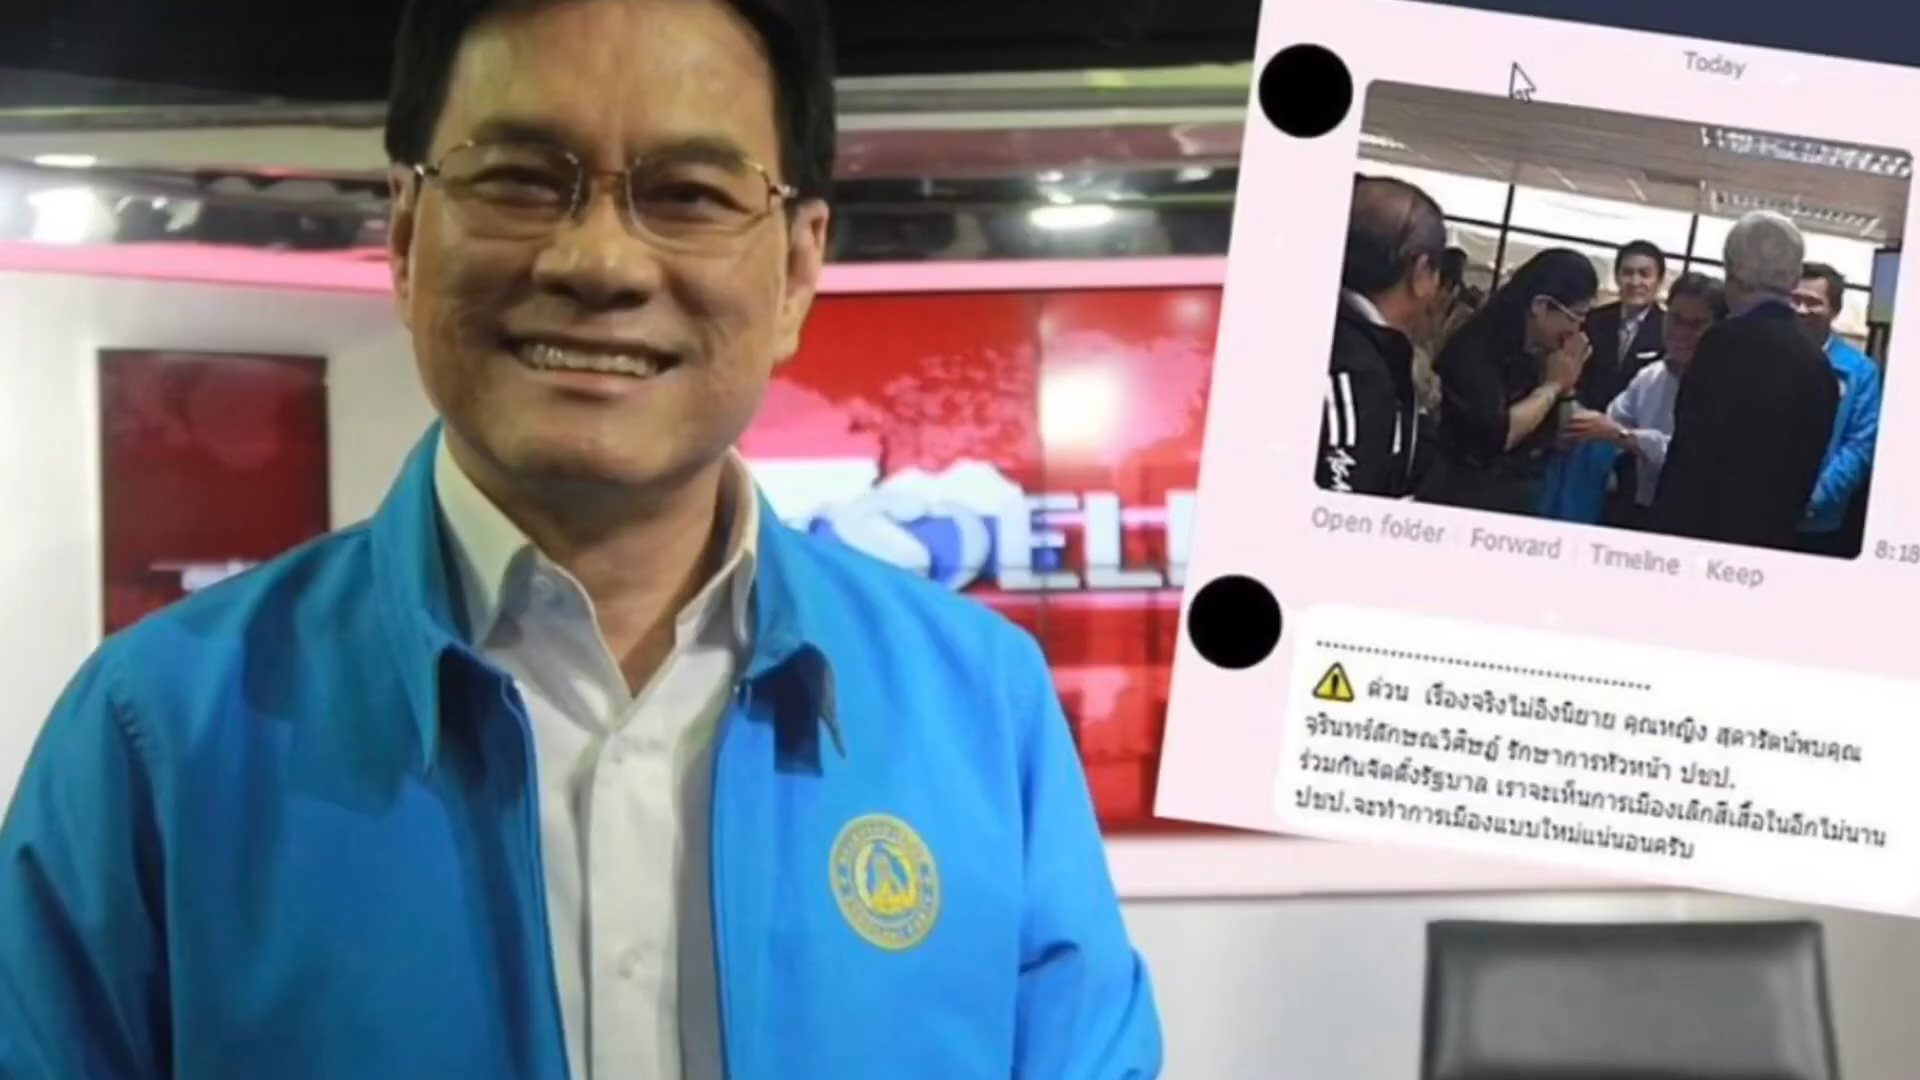 Today
Open folder Forward Timeline Keep
8:18
ด่วน เรื่องจริงไม่อิงนิยาย คุณหญิง สุดารัตน์พบคุณ
จุรินทร์ลักษณวิศิษฏ์ รักษาการหัวหน้า ปชป.
ร่วมกันจัดตั้งรัฐบาล เราจะเห็นการเมืองเลิกสีเสื้อในอีกไม่นาน
ปชป.จะทำการเมืองแบบใหม่แน่นอนครับ